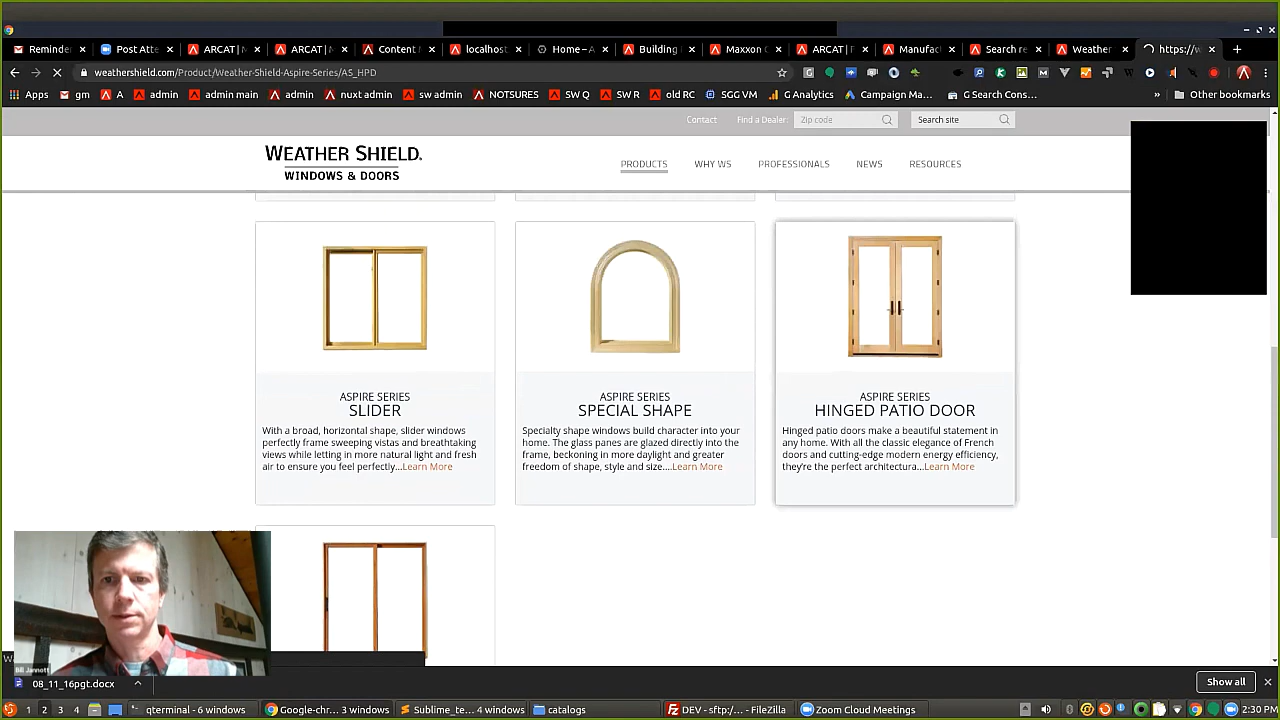 Reminder
Post Atte
ARCAT | M
ARCAT | M
Content M
localhost
Home – A
Building
Maxxon C
ARCAT | F
Manufac
Search re
Weather
https://w
weathershield.com/Product/Weather-Shield-Aspire-Series/AS_HPD
Apps
gm
A
admin
admin main
admin
nuxt admin
sw admin
NOTSURES
SW Q
SW R
old RC
SGG VM
G Analytics
Campaign Ma...
G Search Cons...
»
Other bookmarks
Contact
Find a Dealer:
Zip code
Search site
WEATHER SHIELD.
WINDOWS & DOORS
PRODUCTS
WHY WS
PROFESSIONALS
NEWS
RESOURCES
ASPIRE SERIES
SLIDER
With a broad, horizontal shape, slider windows
perfectly frame sweeping vistas and breathtaking
views while letting in more natural light and fresh
air to ensure you feel perfectly...Learn More
ASPIRE SERIES
SPECIAL SHAPE
Specialty shape windows build character into your
home. The glass panes are glazed directly into the
frame, beckoning in more daylight and greater
freedom of shape, style and size....Learn More
ASPIRE SERIES
HINGED PATIO DOOR
Hinged patio doors make a beautiful statement in
any home. With all the classic elegance of French
doors and cutting-edge modern energy efficiency,
they're the perfect architectura...Learn More
Bill Jannott
08_11_16pgt.docx
Show all
1
2
3
4
qterminal - 6 windows
Google-chr... 3 windows
Sublime_te... 4 windows
catalogs
DEV - sftp:/... - FileZilla
Zoom Cloud Meetings
2:30 PM